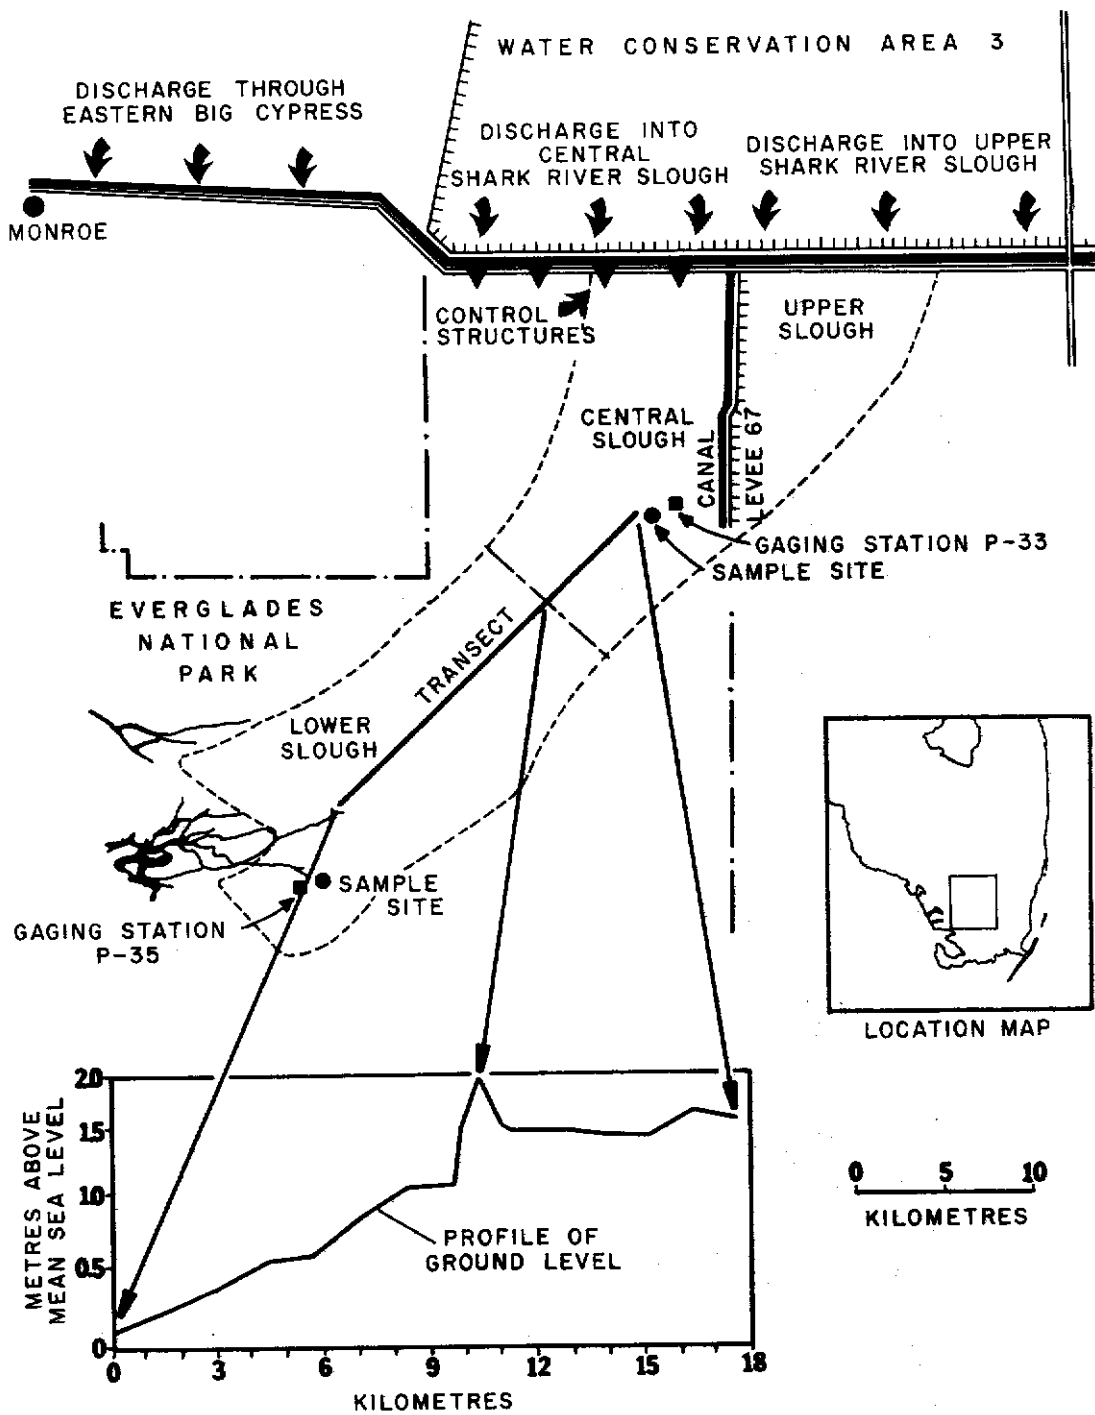 WATER CONSERVATION AREA 3
DISCHARGE THROUGH
EASTERN BIG CYPRESS
DISCHARGE INTO
CENTRAL
SHARK RIVER SLOUGH
DISCHARGE INTO UPPER
SHARK RIVER SLOUGH
MONROE
CONTROL
STRUCTURES
UPPER
SLOUGH
CENTRAL
SLOUGH
CANAL
LEVEE 67
GAGING STATION P-33
SAMPLE SITE
EVERGLADES
NATIONAL
PARK
TRANSECT
LOWER
SLOUGH
SAMPLE
SITE
GAGING STATION
P-35
LOCATION MAP
METRES ABOVE
MEAN SEA LEVEL
2.0
1.5
1.0
0.5
0
PROFILE OF
GROUND LEVEL
0 3 6 9 12 15 18
KILOMETRES
0 5 10
KILOMETRES